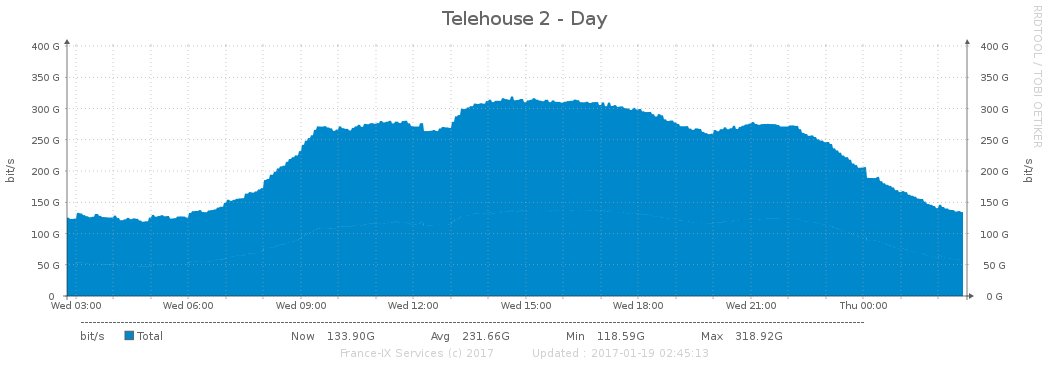 Telehouse 2 - Day
RRDTOOL / TOBI OETIKER
bit/s
400 G 400 G
350 G 350 G
300 G 300 G
250 G 250 G
200 G 200 G
150 G 150 G
100 G 100 G
50 G 50 G
0 0 G
bit/s
Wed 03:00 Wed 06:00 Wed 09:00 Wed 12:00 Wed 15:00 Wed 18:00 Wed 21:00 Thu 00:00
bit/s Total Now 133.90G Avg 231.66G Min 118.59G Max 318.92G
France-IX Services (c) 2017 Updated : 2017-01-19 02:45:13